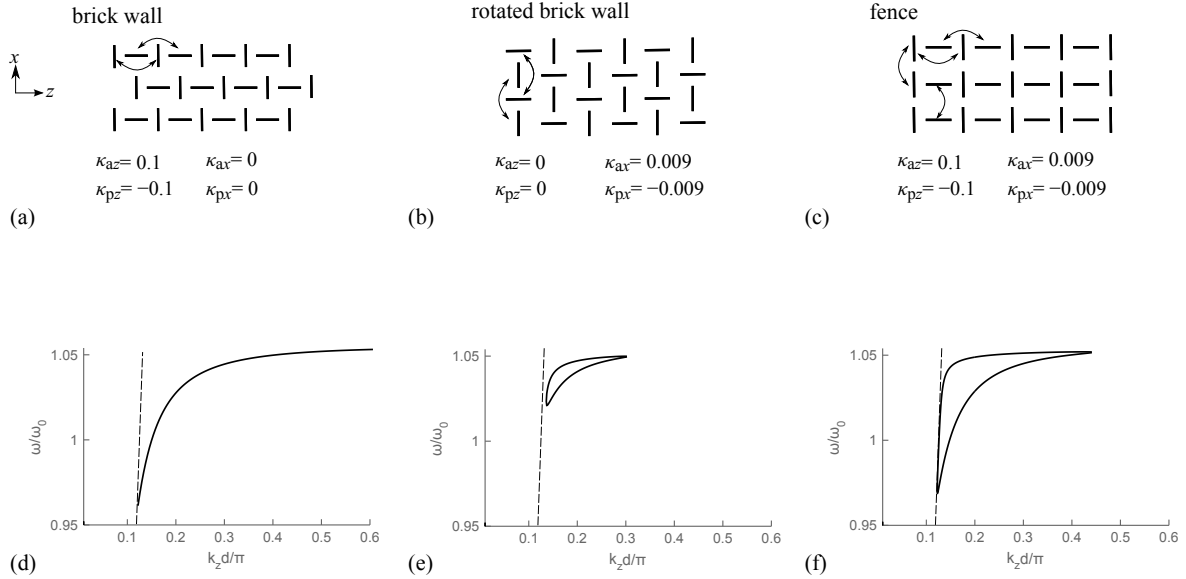 brick wall
rotated brick wall
fence
x
z
κaz= 0.1 κax= 0
κpz= −0.1 κpx= 0
κaz= 0 κax= 0.009
κpz= 0 κpx= −0.009
κaz= 0.1 κax= 0.009
κpz= −0.1 κpx= −0.009
(a)
(b)
(c)
1.05
1
0.95
ω/ω0
0.1 0.2 0.3 0.4 0.5 0.6
kzd/π
(d)
1.05
1
0.95
ω/ω0
0.1 0.2 0.3 0.4 0.5 0.6
kzd/π
(e)
1.05
1
0.95
ω/ω0
0.1 0.2 0.3 0.4 0.5 0.6
kzd/π
(f)